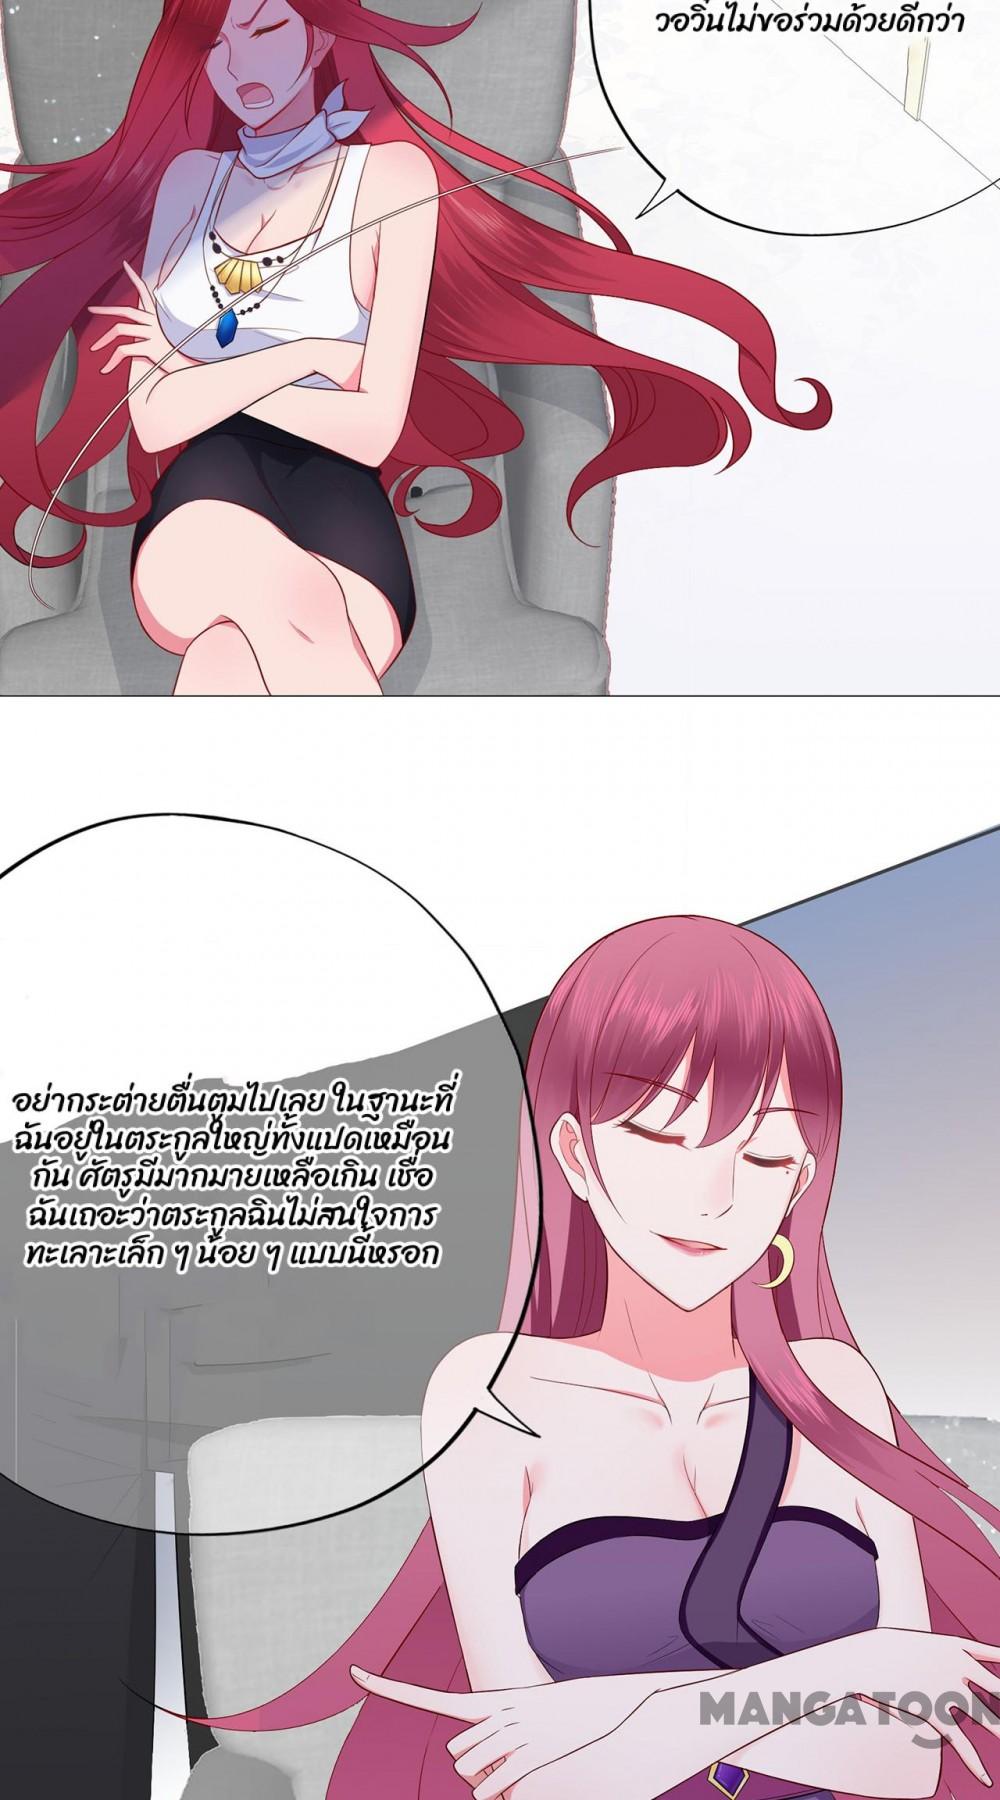 วอวินไม่ขอร่วมด้วยดีกว่า
อย่ากระต่ายตื่นตูมไปเลย ในฐานะที่
ฉันอยู่ในตระกูลใหญ่ทั้งแปดเหมือน
กัน ศัตรูมีมากมายเหลือเกิน เชื่อ
ฉันเถอะว่าตระกูลฉินไม่สนใจการ
ทะเลาะเล็ก ๆ น้อย ๆ แบบนี้หรอก
MANGATOON